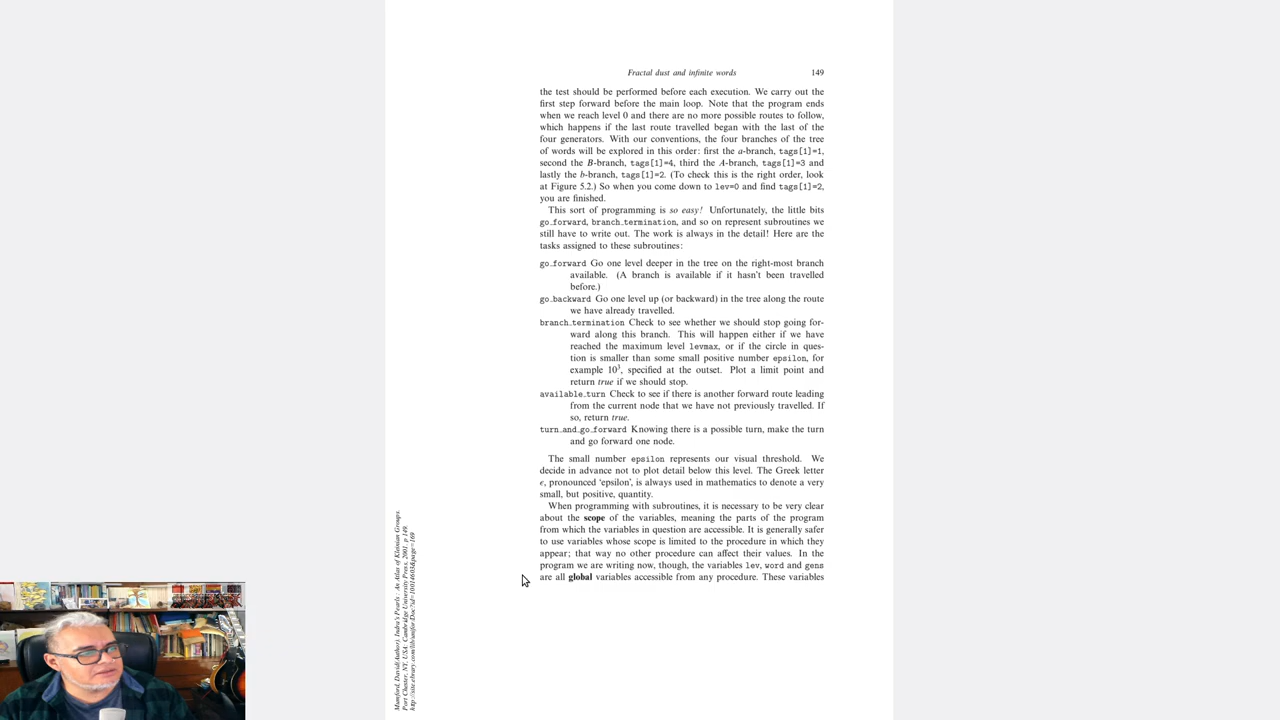 Fractal dust and infinite words 149
the test should be performed before each execution. We carry out the
first step forward before the main loop. Note that the program ends
when we reach level 0 and there are no more possible routes to follow,
which happens if the last route travelled began with the last of the
four generators. With our conventions, the four branches of the tree
of words will be explored in this order: first the a-branch, tags[1]=1,
second the B-branch, tags[1]=4, third the A-branch, tags[1]=3 and
lastly the b-branch, tags[1]=2. (To check this is the right order, look
at Figure 5.2.) So when you come down to lev=0 and find tags[1]=2,
you are finished.
This sort of programming is so easy! Unfortunately, the little bits
go_forward, branch_termination, and so on represent subroutines we
still have to write out. The work is always in the detail! Here are the
tasks assigned to these subroutines:
go_forward Go one level deeper in the tree on the right-most branch
available. (A branch is available if it hasn't been travelled
before.)
go_backward Go one level up (or backward) in the tree along the route
we have already travelled.
branch_termination Check to see whether we should stop going for-
ward along this branch. This will happen either if we have
reached the maximum level levmax, or if the circle in ques-
tion is smaller than some small positive number epsilon, for
example 10³, specified at the outset. Plot a limit point and
return true if we should stop.
available_turn Check to see if there is another forward route leading
from the current node that we have not previously travelled. If
so, return true.
turn_and_go_forward Knowing there is a possible turn, make the turn
and go forward one node.
The small number epsilon represents our visual threshold. We
decide in advance not to plot detail below this level. The Greek letter
ϵ, pronounced 'epsilon', is always used in mathematics to denote a very
small, but positive, quantity.
When programming with subroutines, it is necessary to be very clear
about the scope of the variables, meaning the parts of the program
from which the variables in question are accessible. It is generally safer
to use variables whose scope is limited to the procedure in which they
appear; that way no other procedure can affect their values. In the
program we are writing now, though, the variables lev, word and gens
are all global variables accessible from any procedure. These variables
Mumford, David(Author). Indra's Pearls : An Atlas of Kleinian Groups.
Port Chester, NY, USA: Cambridge University Press, 2001. p 149.